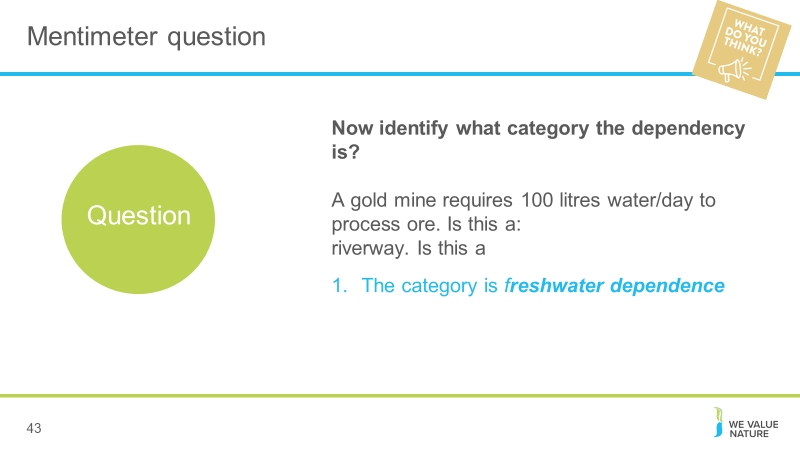 Mentimeter question
WHAT
DO YOU
THINK?
Now identify what category the dependency
is?
Question
A gold mine requires 100 litres water/day to
process ore. Is this a:
riverway. Is this a
1. The category is freshwater dependence
43
WE VALUE
NATURE